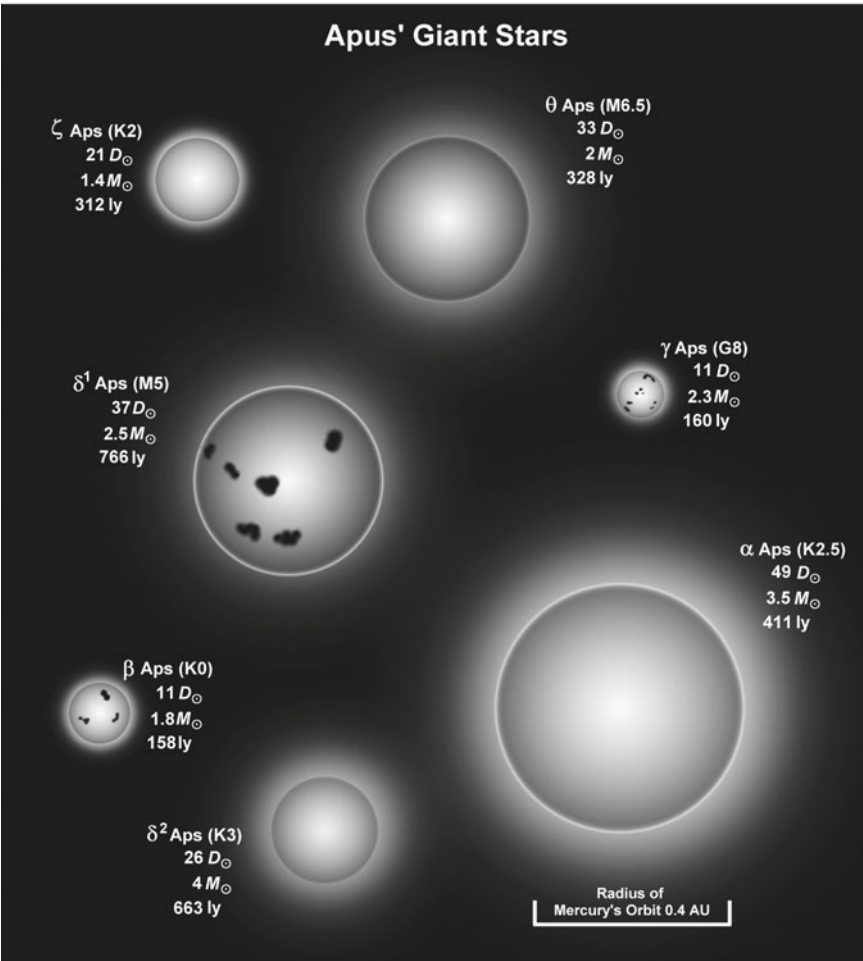 Apus' Giant Stars
ζ Aps (K2)
21 D☉
1.4 M☉
312 ly
θ Aps (M6.5)
33 D☉
2 M☉
328 ly
γ Aps (G8)
11 D☉
2.3 M☉
160 ly
δ¹ Aps (M5)
37 D☉
2.5 M☉
766 ly
α Aps (K2.5)
49 D☉
3.5 M☉
411 ly
β Aps (K0)
11 D☉
1.8 M☉
158 ly
δ² Aps (K3)
26 D☉
4 M☉
663 ly
Radius of
Mercury's Orbit 0.4 AU